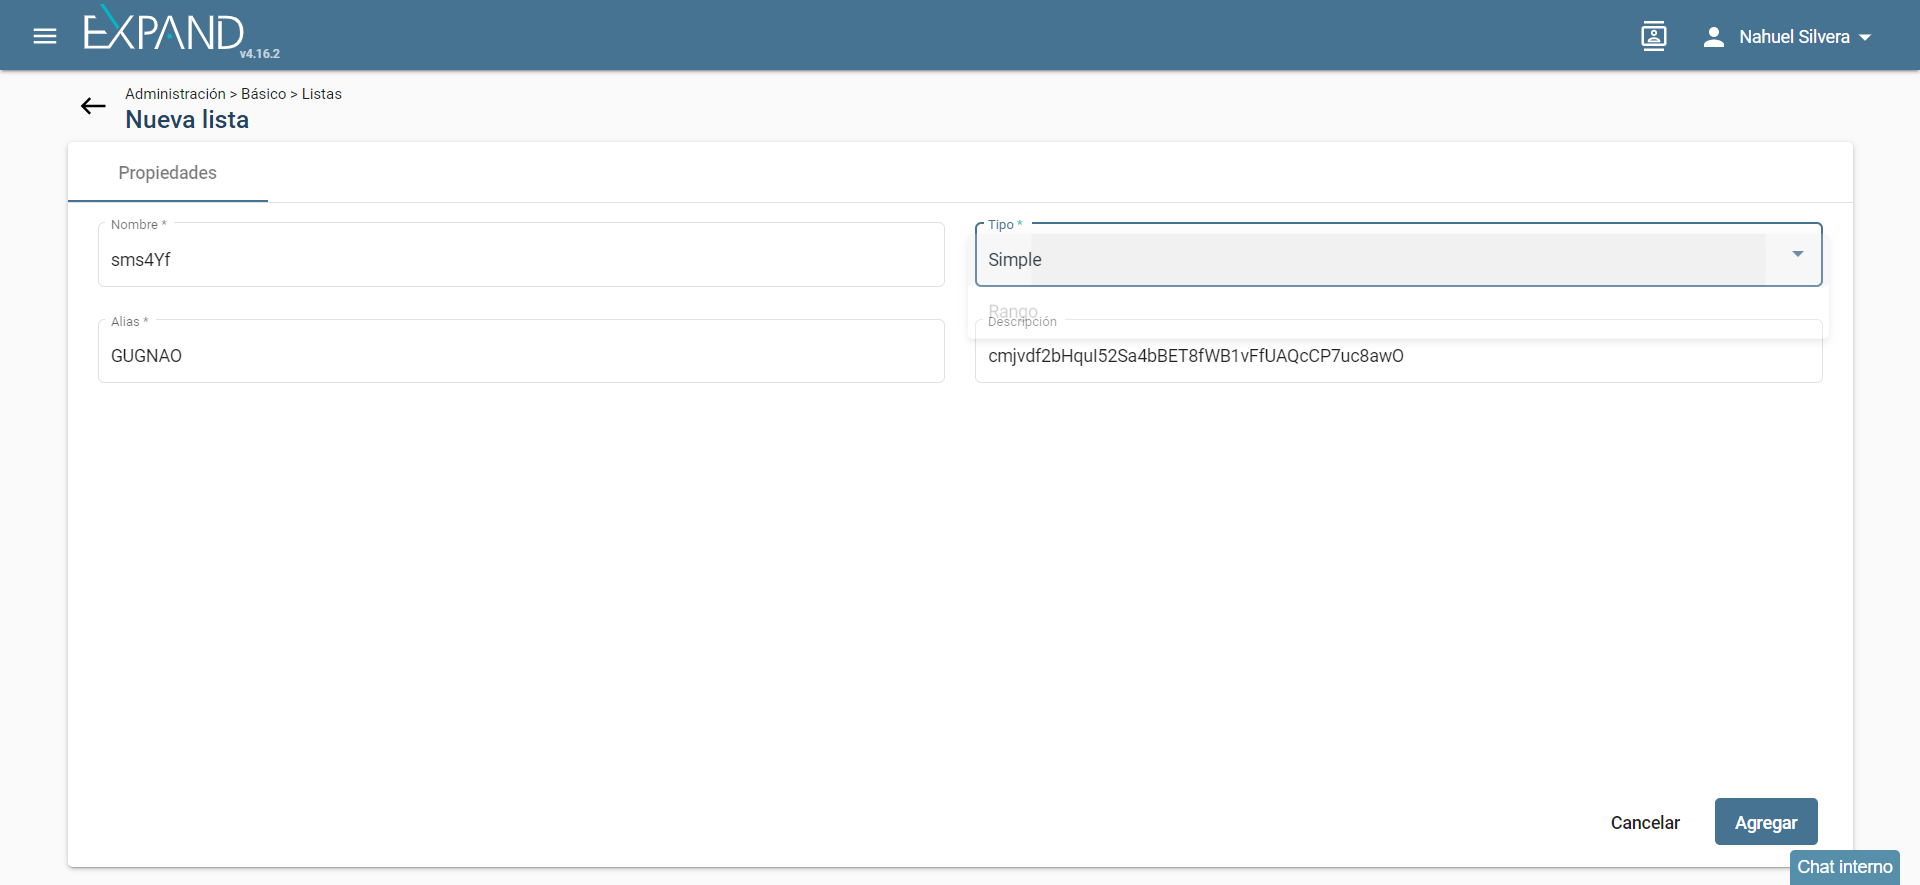 EXPAND
v4.16.2
Nahuel Silvera
Administración > Básico > Listas
Nueva lista
Propiedades
Nombre *
sms4Yf
Tipo *
Simple
Rango
Alias *
GUGNAO
Descripción
cmjvdf2bHquI52Sa4bBET8fWB1vFfUAQcCP7uc8awO
Cancelar
Agregar
Chat interno